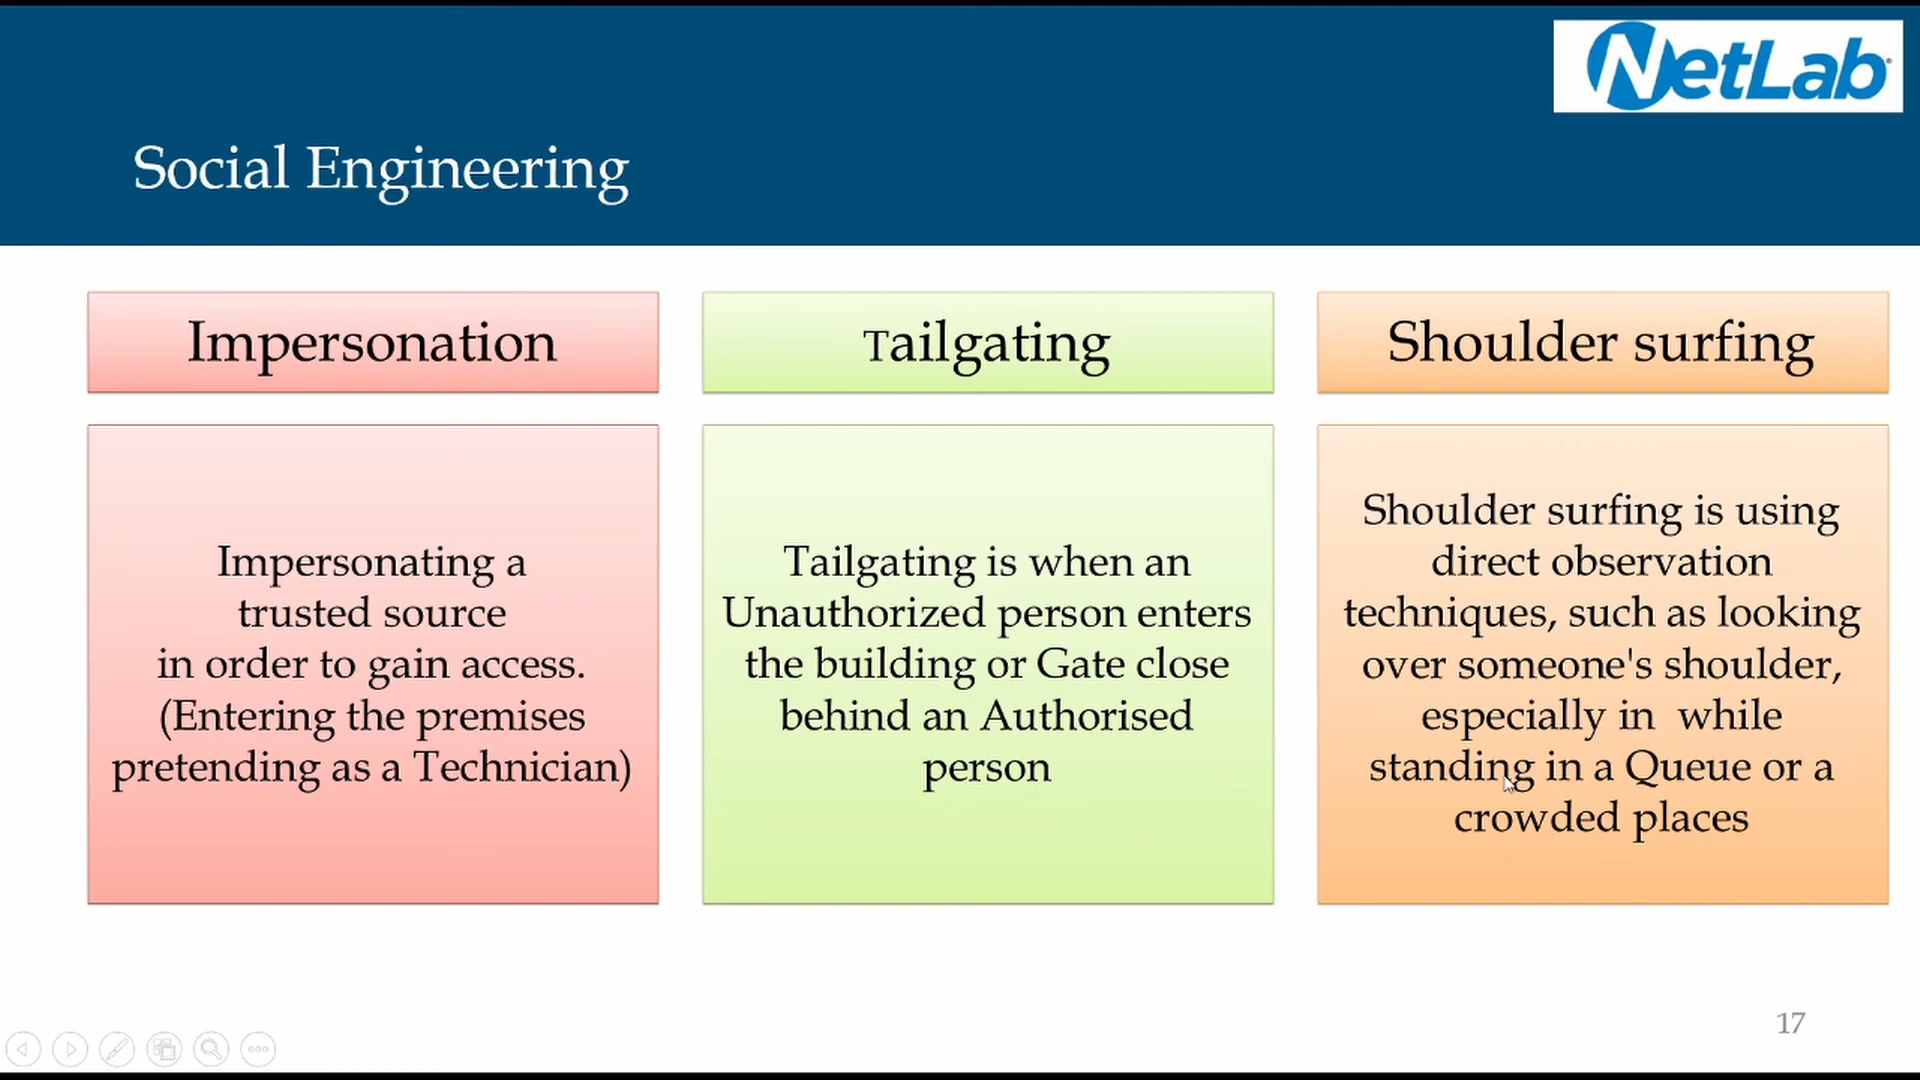 NetLab
Social Engineering
Impersonation
Impersonating a
trusted source
in order to gain access.
(Entering the premises
pretending as a Technician)
Tailgating
Tailgating is when an
Unauthorized person enters
the building or Gate close
behind an Authorised
person
Shoulder surfing
Shoulder surfing is using
direct observation
techniques, such as looking
over someone's shoulder,
especially in  while
standing in a Queue or a
crowded places
17